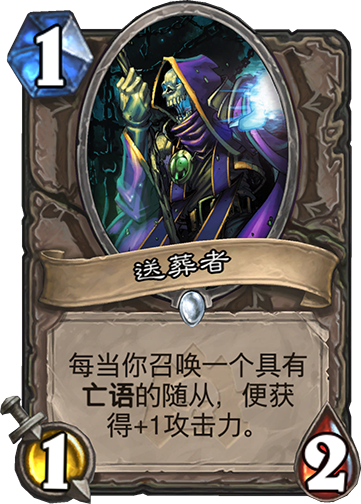 1
送葬者
每当你召唤一个具有
亡语的随从，便获
得+1攻击力。
1
2